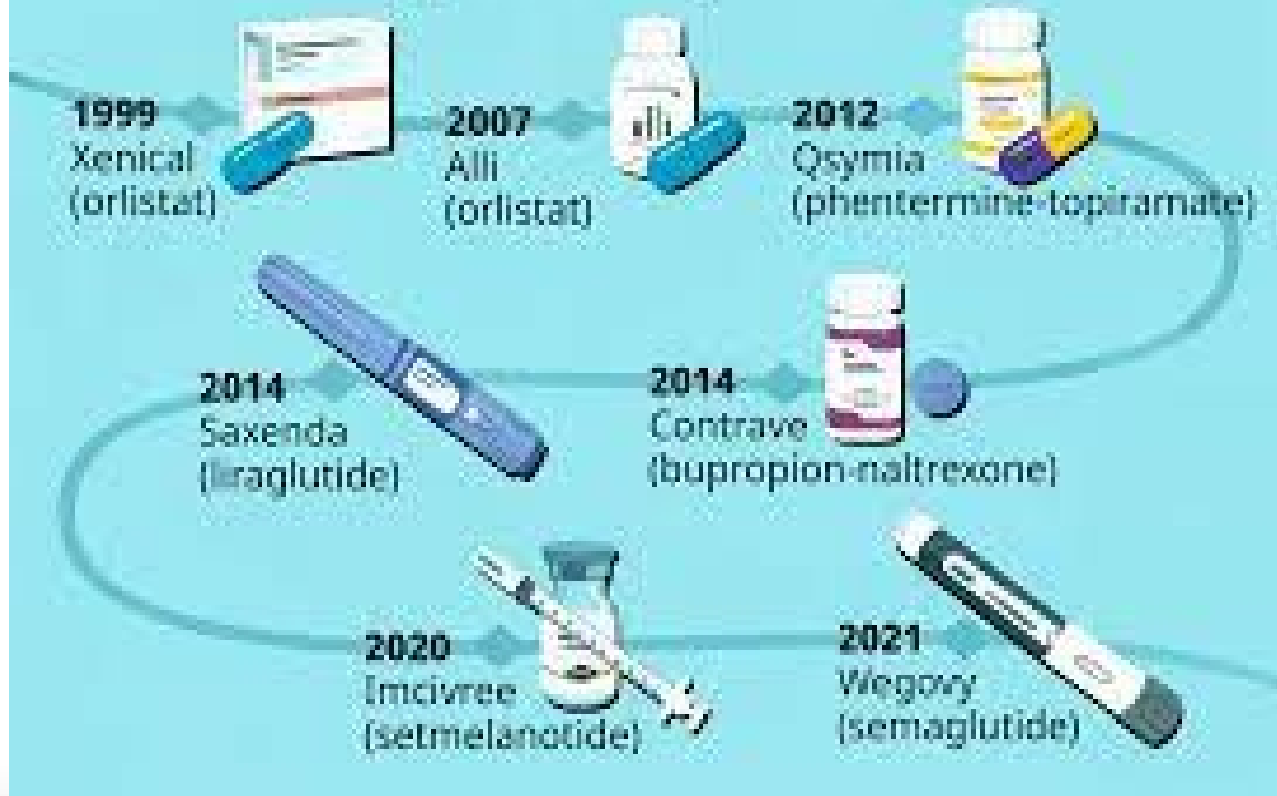 1999
Xenical
(orlistat)
2007
Alli
(orlistat)
2012
Qsymia
(phentermine-topiramate)
2014
Contrave
(bupropion-naltrexone)
2014
Saxenda
(liraglutide)
2020
Imcivree
(setmelanotide)
2021
Wegovy
(semaglutide)